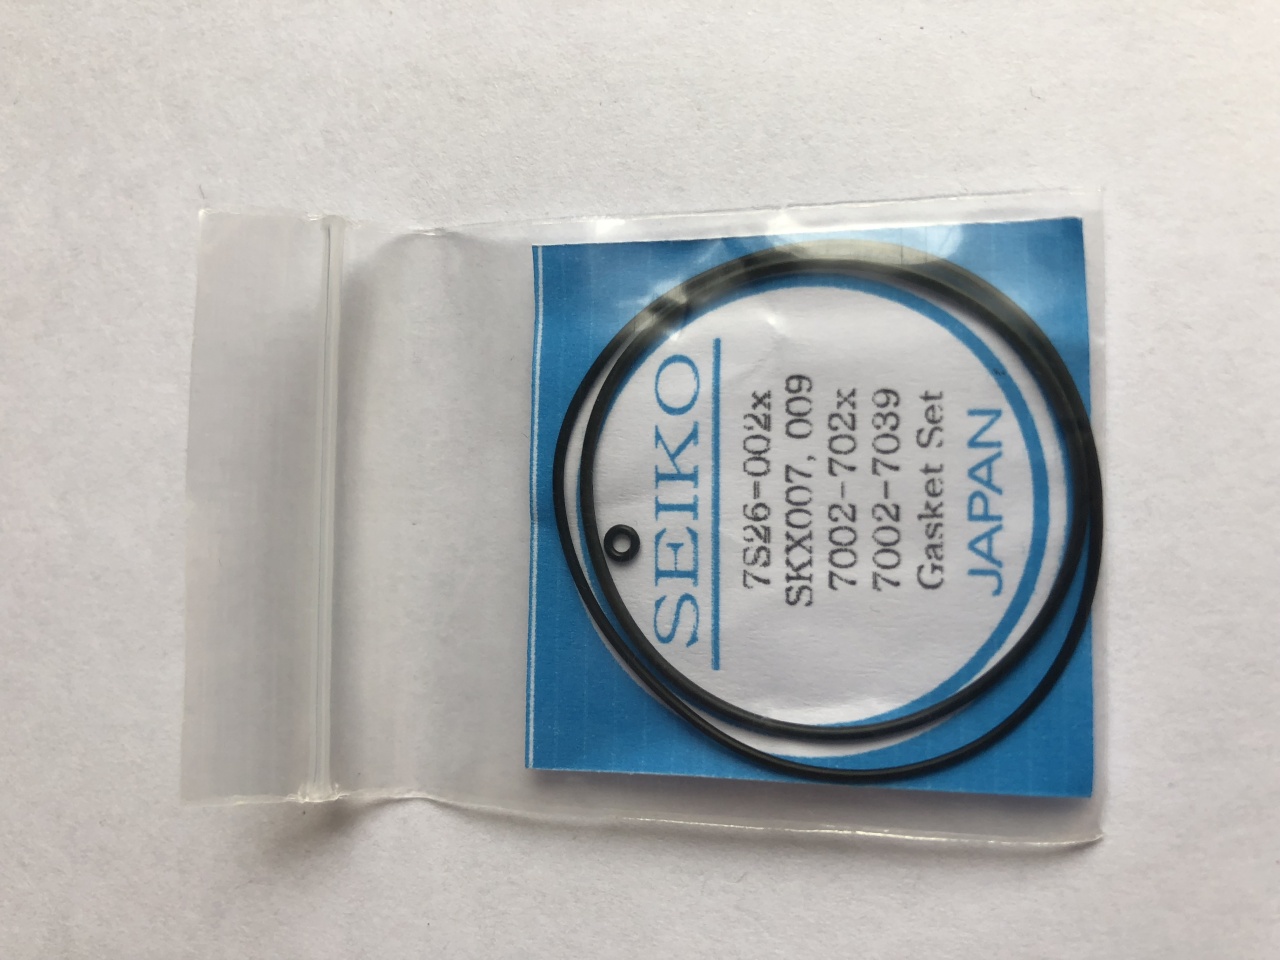 SEIKO
7S26-002x
SKX007, 009
7002-702x
7002-7039
Gasket Set
JAPAN